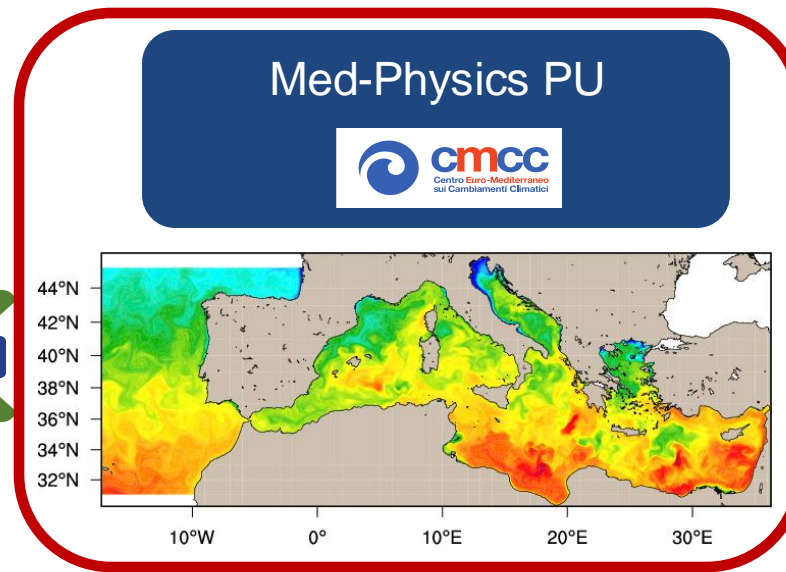 Med-Physics PU
cmcc
Centro Euro-Mediterraneo
sui Cambiamenti Climatici
44°N
42°N
40°N
38°N
36°N
34°N
32°N
10°W 0° 10°E 20°E 30°E